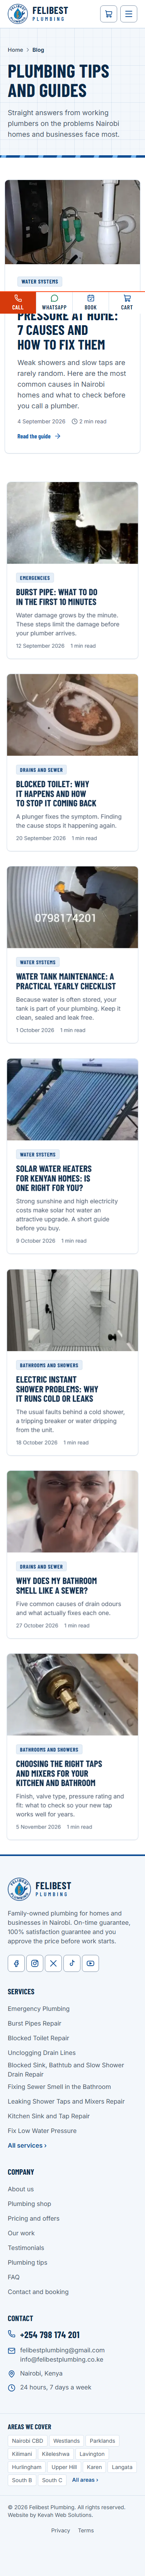 FELIBEST
PLUMBING
Home > Blog
PLUMBING TIPS
AND GUIDES
Straight answers from working
plumbers on the problems Nairobi
homes and businesses face most.
WATER SYSTEMS
CALL
WHATSAPP
BOOK
CART
PRESSURE AT HOME:
7 CAUSES AND
HOW TO FIX THEM
Weak showers and slow taps are
rarely random. Here are the most
common causes in Nairobi
homes and what to check before
you call a plumber.
4 September 2026 2 min read
Read the guide →
EMERGENCIES
BURST PIPE: WHAT TO DO
IN THE FIRST 10 MINUTES
Water damage grows by the minute.
These steps limit the damage before
your plumber arrives.
12 September 2026 1 min read
DRAINS AND SEWER
BLOCKED TOILET: WHY
IT HAPPENS AND HOW
TO STOP IT COMING BACK
A plunger fixes the symptom. Finding
the cause stops it happening again.
20 September 2026 1 min read
0798174201
WATER SYSTEMS
WATER TANK MAINTENANCE: A
PRACTICAL YEARLY CHECKLIST
Because water is often stored, your
tank is part of your plumbing. Keep it
clean, sealed and leak free.
1 October 2026 1 min read
WATER SYSTEMS
SOLAR WATER HEATERS
FOR KENYAN HOMES: IS
ONE RIGHT FOR YOU?
Strong sunshine and high electricity
costs make solar hot water an
attractive upgrade. A short guide
before you buy.
9 October 2026 1 min read
BATHROOMS AND SHOWERS
ELECTRIC INSTANT
SHOWER PROBLEMS: WHY
IT RUNS COLD OR LEAKS
The usual faults behind a cold shower,
a tripping breaker or water dripping
from the unit.
18 October 2026 1 min read
DRAINS AND SEWER
WHY DOES MY BATHROOM
SMELL LIKE A SEWER?
Five common causes of drain odours
and what actually fixes each one.
27 October 2026 1 min read
BATHROOMS AND SHOWERS
CHOOSING THE RIGHT TAPS
AND MIXERS FOR YOUR
KITCHEN AND BATHROOM
Finish, valve type, pressure rating and
fit: what to check so your new tap
works well for years.
5 November 2026 1 min read
FELIBEST
PLUMBING
Family-owned plumbing for homes and
businesses in Nairobi. On-time guarantee,
100% satisfaction guaranteed, and you
approve the price before work starts.
SERVICES
Emergency Plumbing
Burst Pipes Repair
Blocked Toilet Repair
Unclogging Drain Lines
Blocked Sink, Bathtub and Slow Shower
Drain Repair
Fixing Sewer Smell in the Bathroom
Leaking Shower Taps and Mixers Repair
Kitchen Sink and Tap Repair
Fix Low Water Pressure
All services ›
COMPANY
About us
Plumbing shop
Pricing and offers
Our work
Testimonials
Plumbing tips
FAQ
Contact and booking
CONTACT
+254 798 174 201
felibestplumbing@gmail.com
info@felibestplumbing.co.ke
Nairobi, Kenya
24 hours, 7 days a week
AREAS WE COVER
Nairobi CBD Westlands Parklands
Kilimani Kileleshwa Lavington
Hurlingham Upper Hill Karen Langata
South B South C All areas ›
© 2026 Felibest Plumbing. All rights reserved.
Website by Kevah Web Solutions.
Privacy Terms